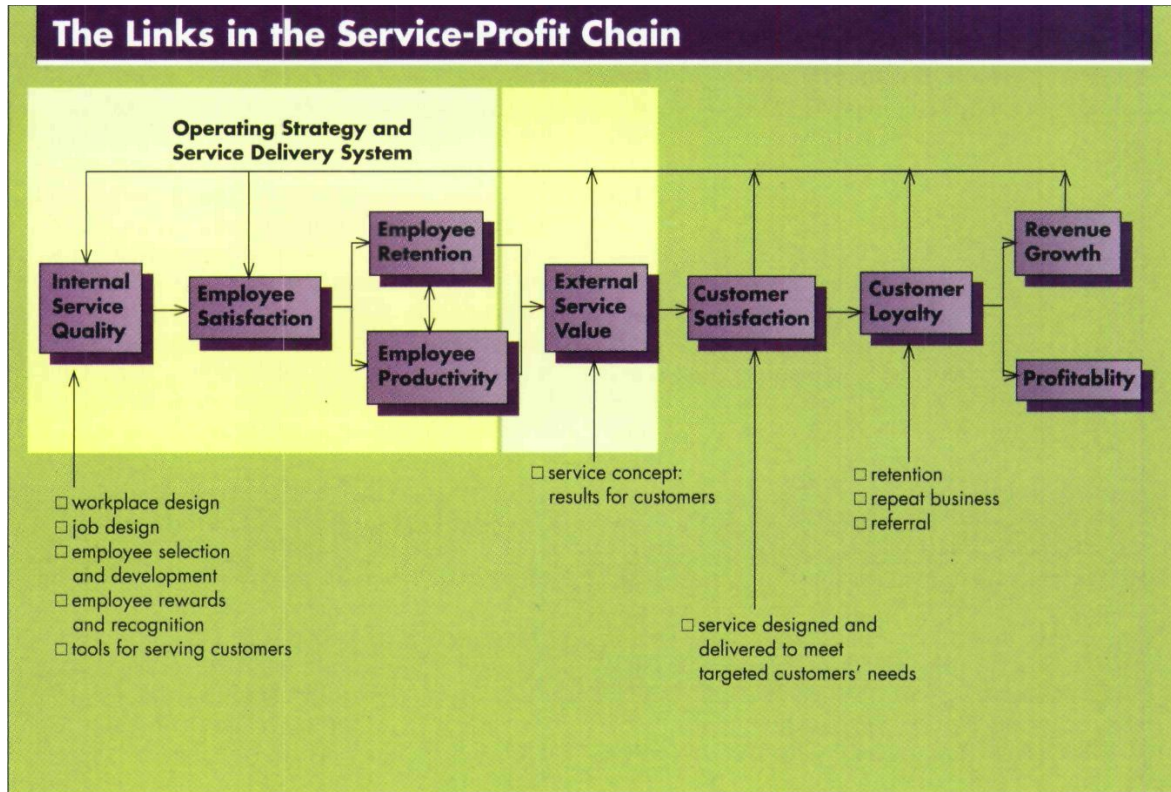 The Links in the Service-Profit Chain
Operating Strategy and
Service Delivery System
Internal
Service
Quality
Employee
Satisfaction
Employee
Retention
Employee
Productivity
External
Service
Value
Customer
Satisfaction
Customer
Loyalty
Revenue
Growth
Profitablity
□ workplace design
□ job design
□ employee selection
and development
□ employee rewards
and recognition
□ tools for serving customers
□ service concept:
results for customers
□ service designed and
delivered to meet
targeted customers’ needs
□ retention
□ repeat business
□ referral